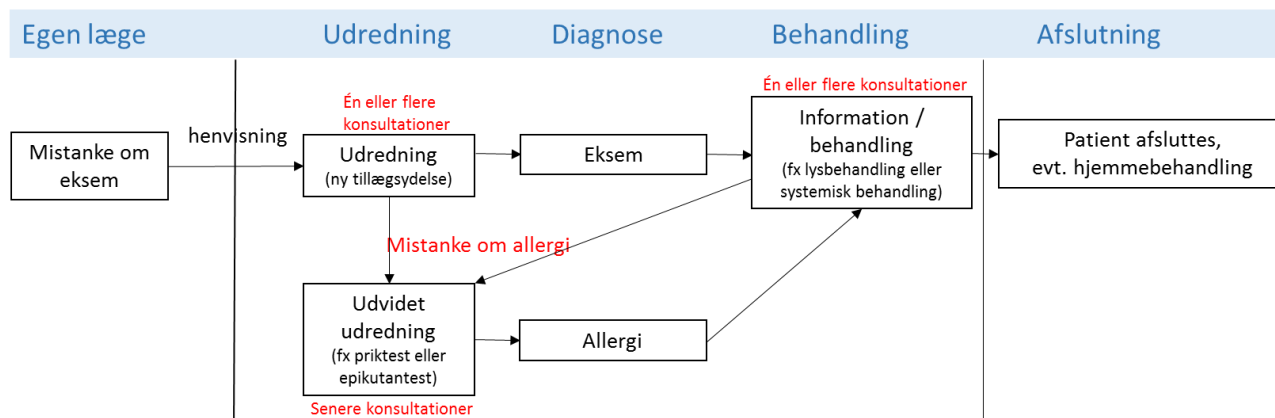 Egen læge
Udredning
Diagnose
Behandling
Afslutning
Én eller flere
konsultationer
Én eller flere konsultationer
henvisning
Mistanke om
eksem
Udredning
(ny tillægsydelse)
Eksem
Information /
behandling
(fx lysbehandling eller
systemisk behandling)
Patient afsluttes,
evt. hjemmebehandling
Mistanke om allergi
Udvidet
udredning
(fx priktest eller
epikutantest)
Allergi
Senere konsultationer